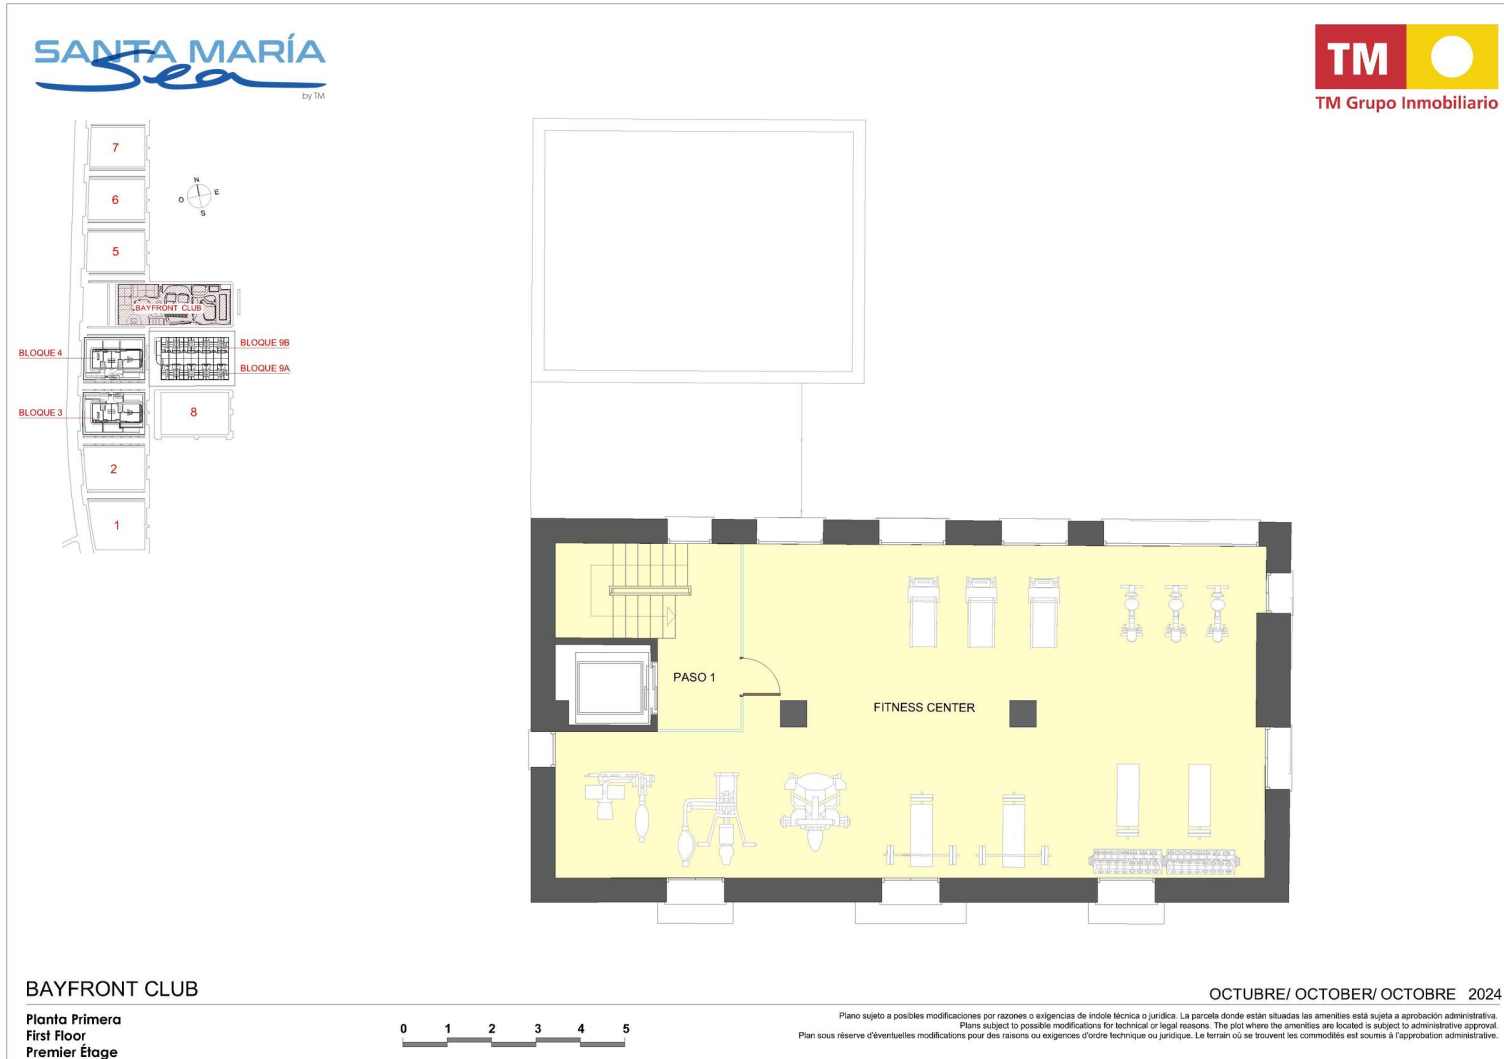 SANTA MARÍA
Sea
by TM
TM
TM Grupo Inmobiliario
7
6
5
N
E
O
S
BAYFRONT CLUB
BLOQUE 4
BLOQUE 9B
BLOQUE 9A
BLOQUE 3
8
2
1
PASO 1
FITNESS CENTER
BAYFRONT CLUB
OCTUBRE/ OCTOBER/ OCTOBRE 2024
Planta Primera
First Floor
Premier Étage
0 1 2 3 4 5
Plano sujeto a posibles modificaciones por razones o exigencias de indole técnica o jurídica. La parcela donde están situadas las amenities está sujeta a aprobación administrativa.
Plans subject to possible modifications for technical or legal reasons. The plot where the amenities are located is subject to administrative approval.
Plan sous réserve d'éventuelles modifications pour des raisons ou exigences d'ordre technique ou juridique. Le terrain où se trouvent les commodités est soumis à l'approbation administrative.